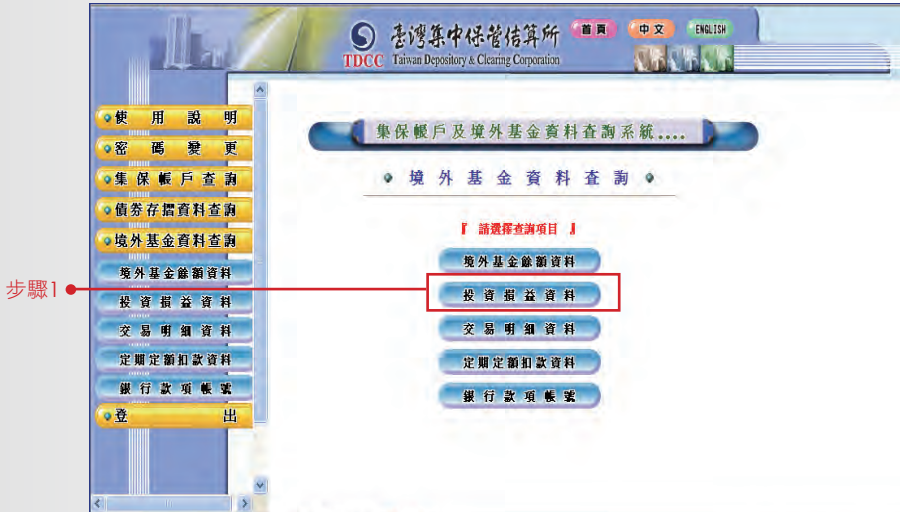 臺灣集中保管結算所
TDCC Taiwan Depository & Clearing Corporation
首頁
中文
ENGLISH
使用說明
密碼變更
集保帳戶查詢
債券存摺資料查詢
境外基金資料查詢
境外基金餘額資料
投資損益資料
交易明細資料
定期定額扣款資料
銀行款項帳號
登出
集保帳戶及境外基金資料查詢系統....
境外基金資料查詢
『 請選擇查詢項目 』
境外基金餘額資料
投資損益資料
交易明細資料
定期定額扣款資料
銀行款項帳號
步驟1